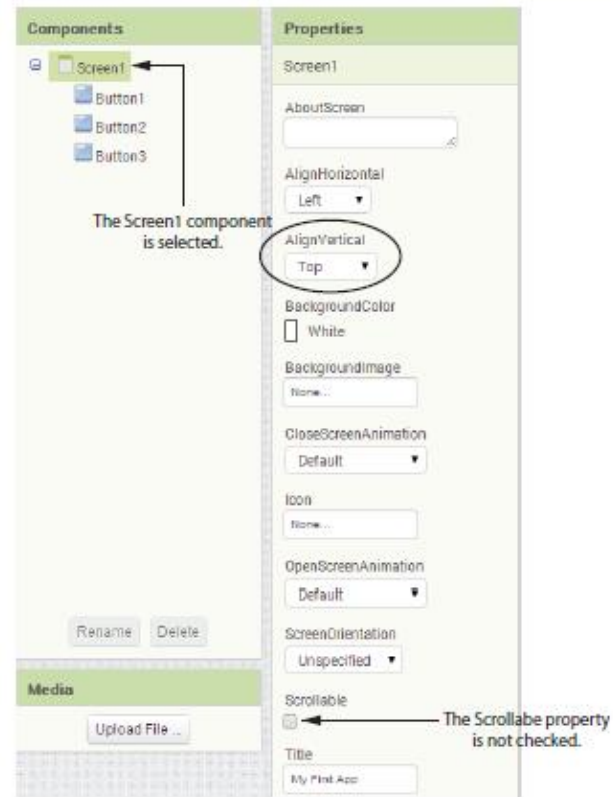 Components
Screen1
Button1
Button2
Button3
The Screen1 component
is selected.
Rename Delete
Media
Upload File ...
Properties
Screen1
AboutScreen
AlignHorizontal
Left
AlignVertical
Top
BackgroundColor
White
BackgroundImage
None...
CloseScreenAnimation
Default
Icon
None...
OpenScreenAnimation
Default
ScreenOrientation
Unspecified
Scrollable
The Scrollabe property
is not checked.
Title
My First App